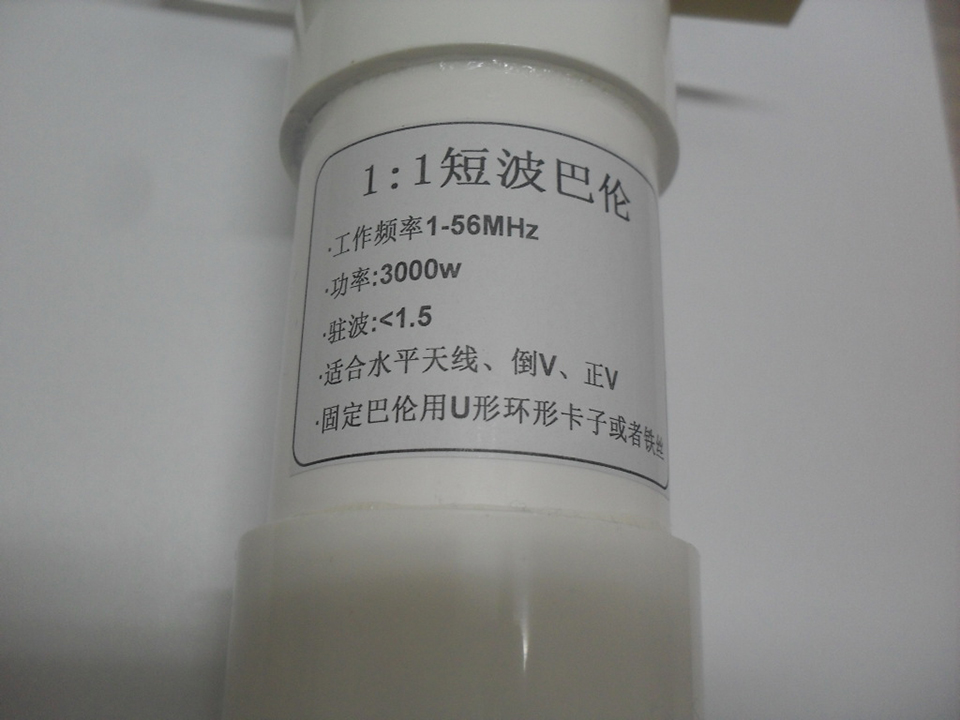 1:1短波巴伦
·工作频率1-56MHz
·功率:3000w
·驻波:<1.5
·适合水平天线、倒V、正V
·固定巴伦用U形环形卡子或者铁丝